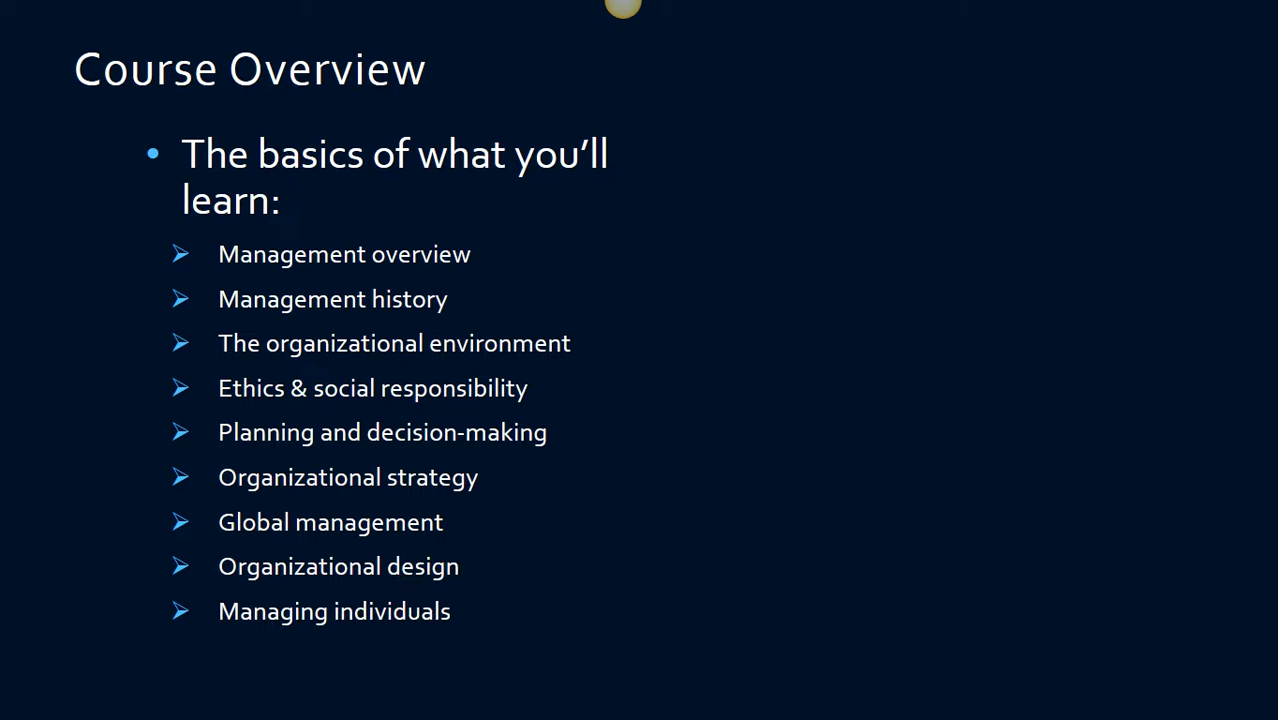 Course Overview
• The basics of what you’ll
learn:
➢ Management overview
➢ Management history
➢ The organizational environment
➢ Ethics & social responsibility
➢ Planning and decision-making
➢ Organizational strategy
➢ Global management
➢ Organizational design
➢ Managing individuals